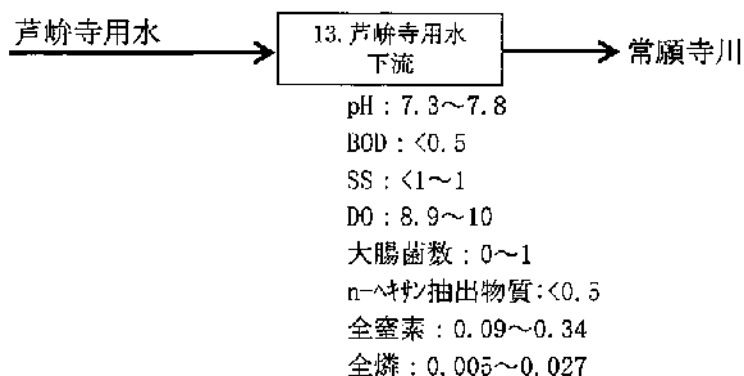 芦峅寺用水
13.芦峅寺用水
下流
常願寺川
pH：7.3～7.8
BOD：<0.5
SS：<1～1
DO：8.9～10
大腸菌数：0～1
n-ﾍｷｻﾝ抽出物質：<0.5
全窒素：0.09～0.34
全燐：0.005～0.027